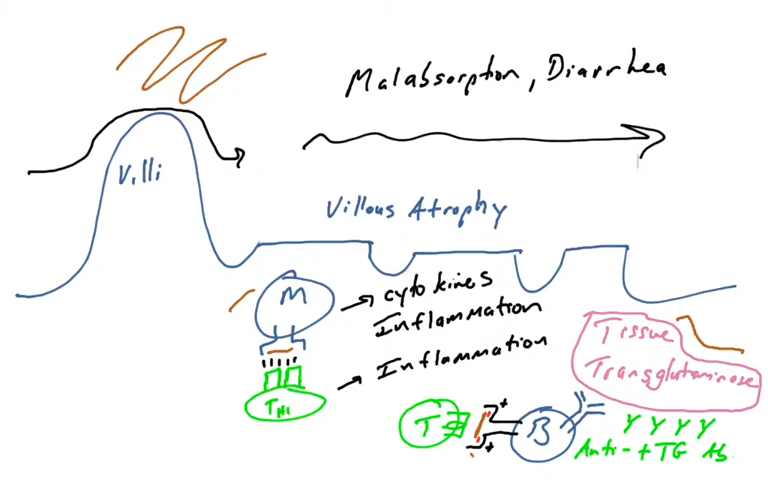 Malabsorption, Diarrhea
Villi
Villous Atrophy
M
cytokines
Inflammation
Inflammation
TH1
Tissue
Transglutaminase
T
+
+
B
Y Y Y Y
Anti-tTG Ab